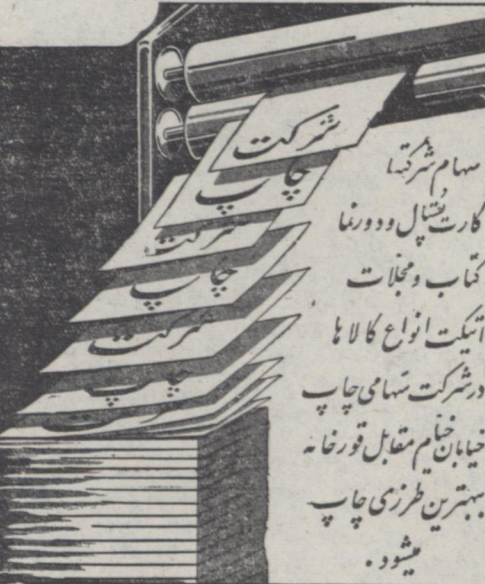 شرکت
چاپ
شرکت
چاپ
شرکت
چاپ
سهام شرکتها
کارت پستال و دورنما
کتاب و مجلات
اتیکت انواع کالاها
در شرکت سهامی چاپ
خیابان خیام مقابل قورخانه
ببهترین طرزی چاپ
میشود .